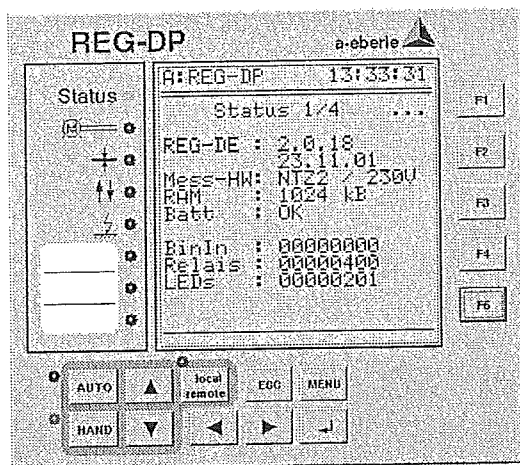 REG-DP
a-eberle
Status
A:REG-DP 13:33:31
Status 1/4 ...
REG-DE : 2.0.18
23.11.01
Mess-HW: NI22 / 230V
RAM : 1024 kB
Batt : OK
BinIn : 00000000
Relais : 00000400
LEDs : 00000201
F1
F2
F3
F4
F5
AUTO
local
remote
ESC
MENU
HAND